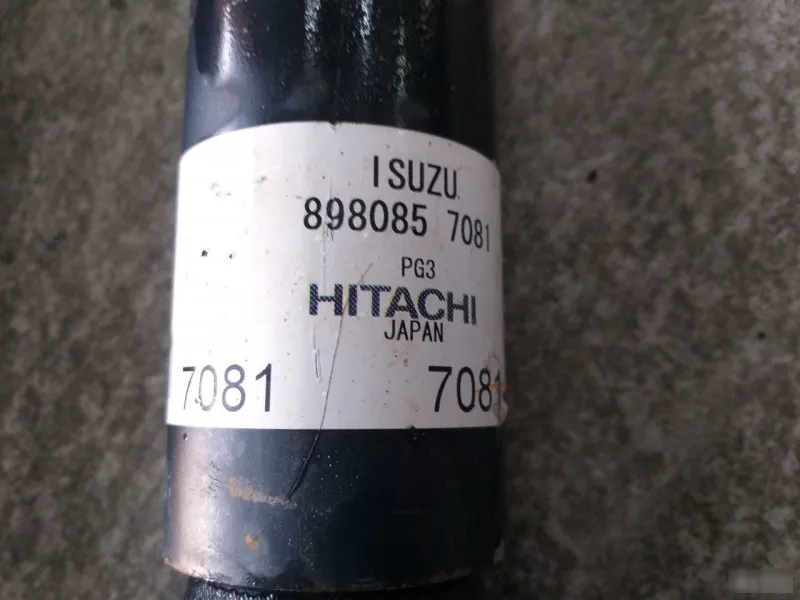 ISUZU
898085 7081
PG3
HITACHI
JAPAN
7081 7081